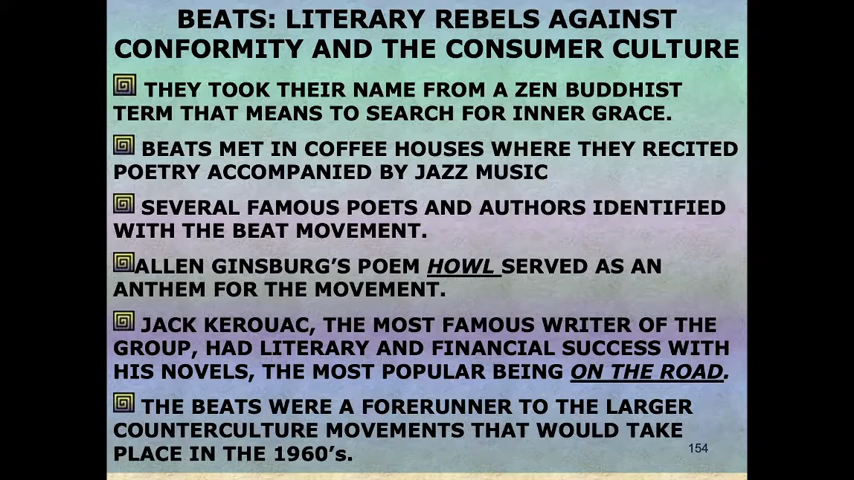 BEATS: LITERARY REBELS AGAINST
CONFORMITY AND THE CONSUMER CULTURE
THEY TOOK THEIR NAME FROM A ZEN BUDDHIST
TERM THAT MEANS TO SEARCH FOR INNER GRACE.
BEATS MET IN COFFEE HOUSES WHERE THEY RECITED
POETRY ACCOMPANIED BY JAZZ MUSIC
SEVERAL FAMOUS POETS AND AUTHORS IDENTIFIED
WITH THE BEAT MOVEMENT.
ALLEN GINSBURG'S POEM HOWL SERVED AS AN
ANTHEM FOR THE MOVEMENT.
JACK KEROUAC, THE MOST FAMOUS WRITER OF THE
GROUP, HAD LITERARY AND FINANCIAL SUCCESS WITH
HIS NOVELS, THE MOST POPULAR BEING ON THE ROAD.
THE BEATS WERE A FORERUNNER TO THE LARGER
COUNTERCULTURE MOVEMENTS THAT WOULD TAKE
PLACE IN THE 1960's.
154